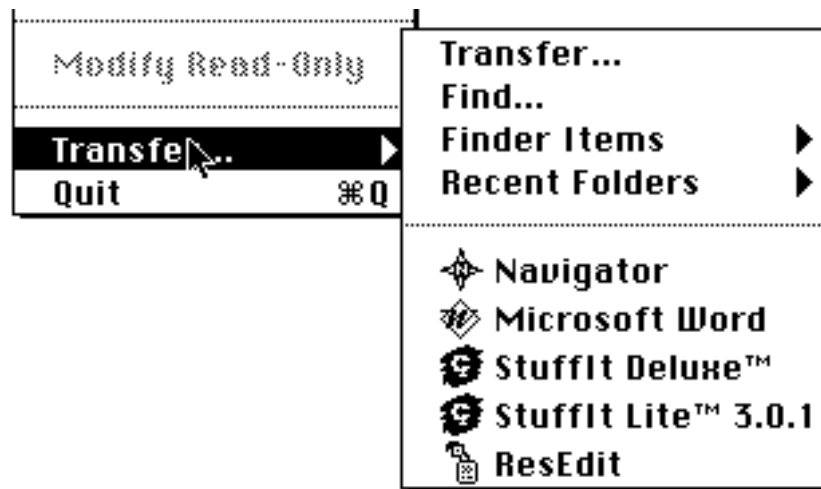 Modify Read-Only
Transfe...
Quit ⌘Q
Transfer...
Find...
Finder Items
Recent Folders
Navigator
Microsoft Word
StuffIt Deluxe™
StuffIt Lite™ 3.0.1
ResEdit